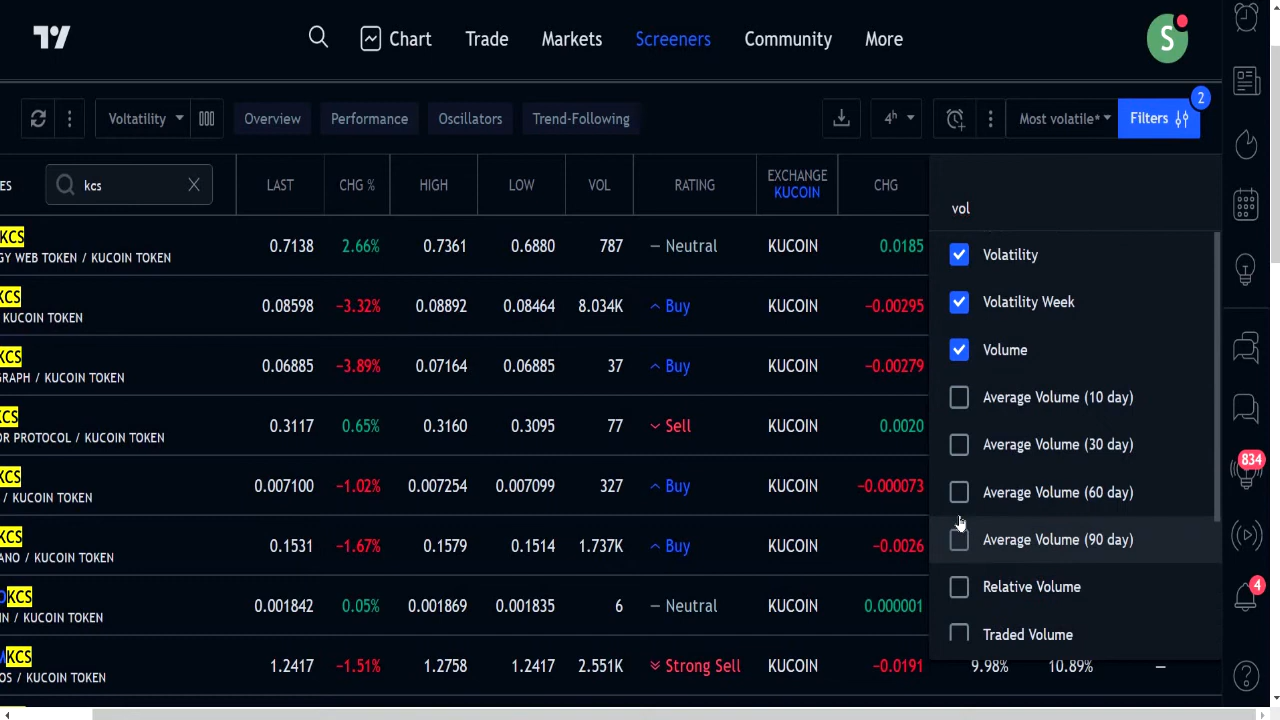 Chart Trade Markets Screeners Community More
S
2
Voltatility Overview Performance Oscillators Trend-Following 4h Most volatile* Filters
ES kcs LAST CHG % HIGH LOW VOL RATING EXCHANGE KUCOIN CHG
vol
KCS
GY WEB TOKEN / KUCOIN TOKEN
0.7138 2.66% 0.7361 0.6880 787 — Neutral KUCOIN 0.0185
Volatility
KCS
KUCOIN TOKEN
0.08598 −3.32% 0.08892 0.08464 8.034K Buy KUCOIN −0.00295
Volatility Week
KCS
GRAPH / KUCOIN TOKEN
0.06885 −3.89% 0.07164 0.06885 37 Buy KUCOIN −0.00279
Volume
Average Volume (10 day)
KCS
OR PROTOCOL / KUCOIN TOKEN
0.3117 0.65% 0.3160 0.3095 77 Sell KUCOIN 0.0020
Average Volume (30 day)
834
KCS
/ KUCOIN TOKEN
0.007100 −1.02% 0.007254 0.007099 327 Buy KUCOIN −0.000073
Average Volume (60 day)
KCS
ANO / KUCOIN TOKEN
0.1531 −1.67% 0.1579 0.1514 1.737K Buy KUCOIN −0.0026
Average Volume (90 day)
4
KCS
IN / KUCOIN TOKEN
0.001842 0.05% 0.001869 0.001835 6 — Neutral KUCOIN 0.000001
Relative Volume
Traded Volume
KCS
OS / KUCOIN TOKEN
1.2417 −1.51% 1.2758 1.2417 2.551K Strong Sell KUCOIN −0.0191 9.98% 10.89% —